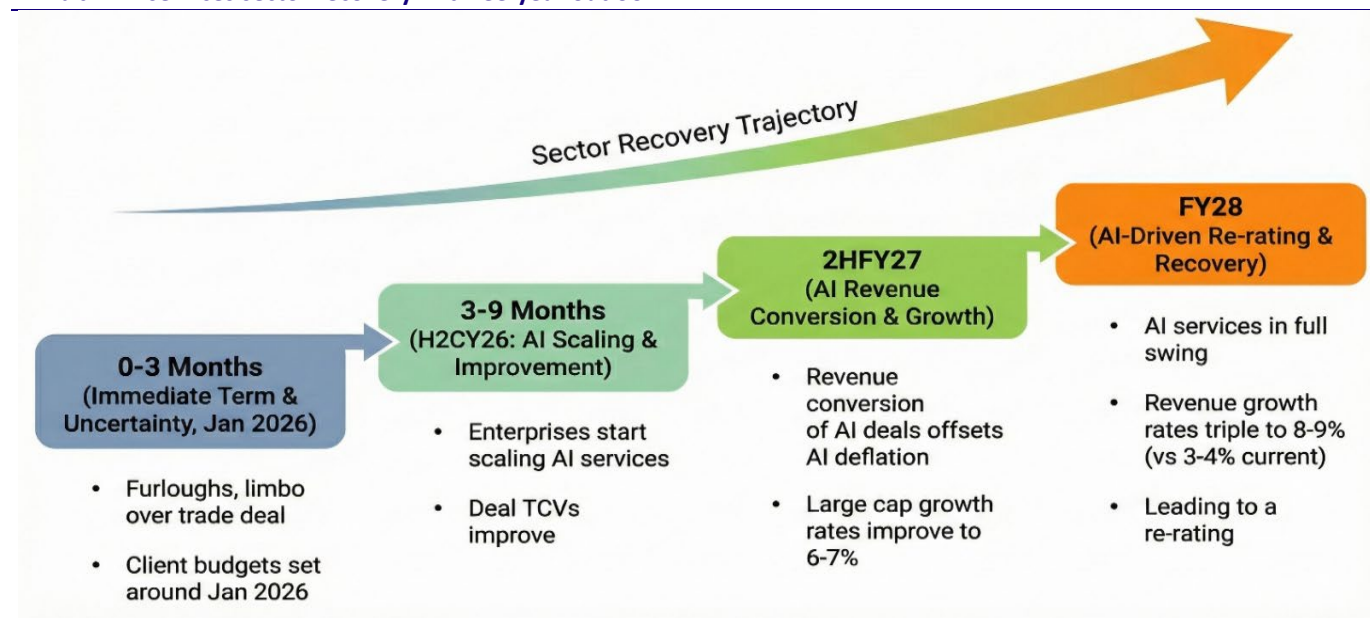 Sector Recovery Trajectory
0-3 Months
(Immediate Term &
Uncertainty, Jan 2026)
• Furloughs, limbo
over trade deal
• Client budgets set
around Jan 2026
3-9 Months
(H2CY26: AI Scaling &
Improvement)
• Enterprises start
scaling AI services
• Deal TCVs
improve
2HFY27
(AI Revenue
Conversion & Growth)
• Revenue
conversion
of AI deals offsets
AI deflation
• Large cap growth
rates improve to
6-7%
FY28
(AI-Driven Re-rating &
Recovery)
• AI services in full
swing
• Revenue growth
rates triple to 8-9%
(vs 3-4% current)
• Leading to a
re-rating